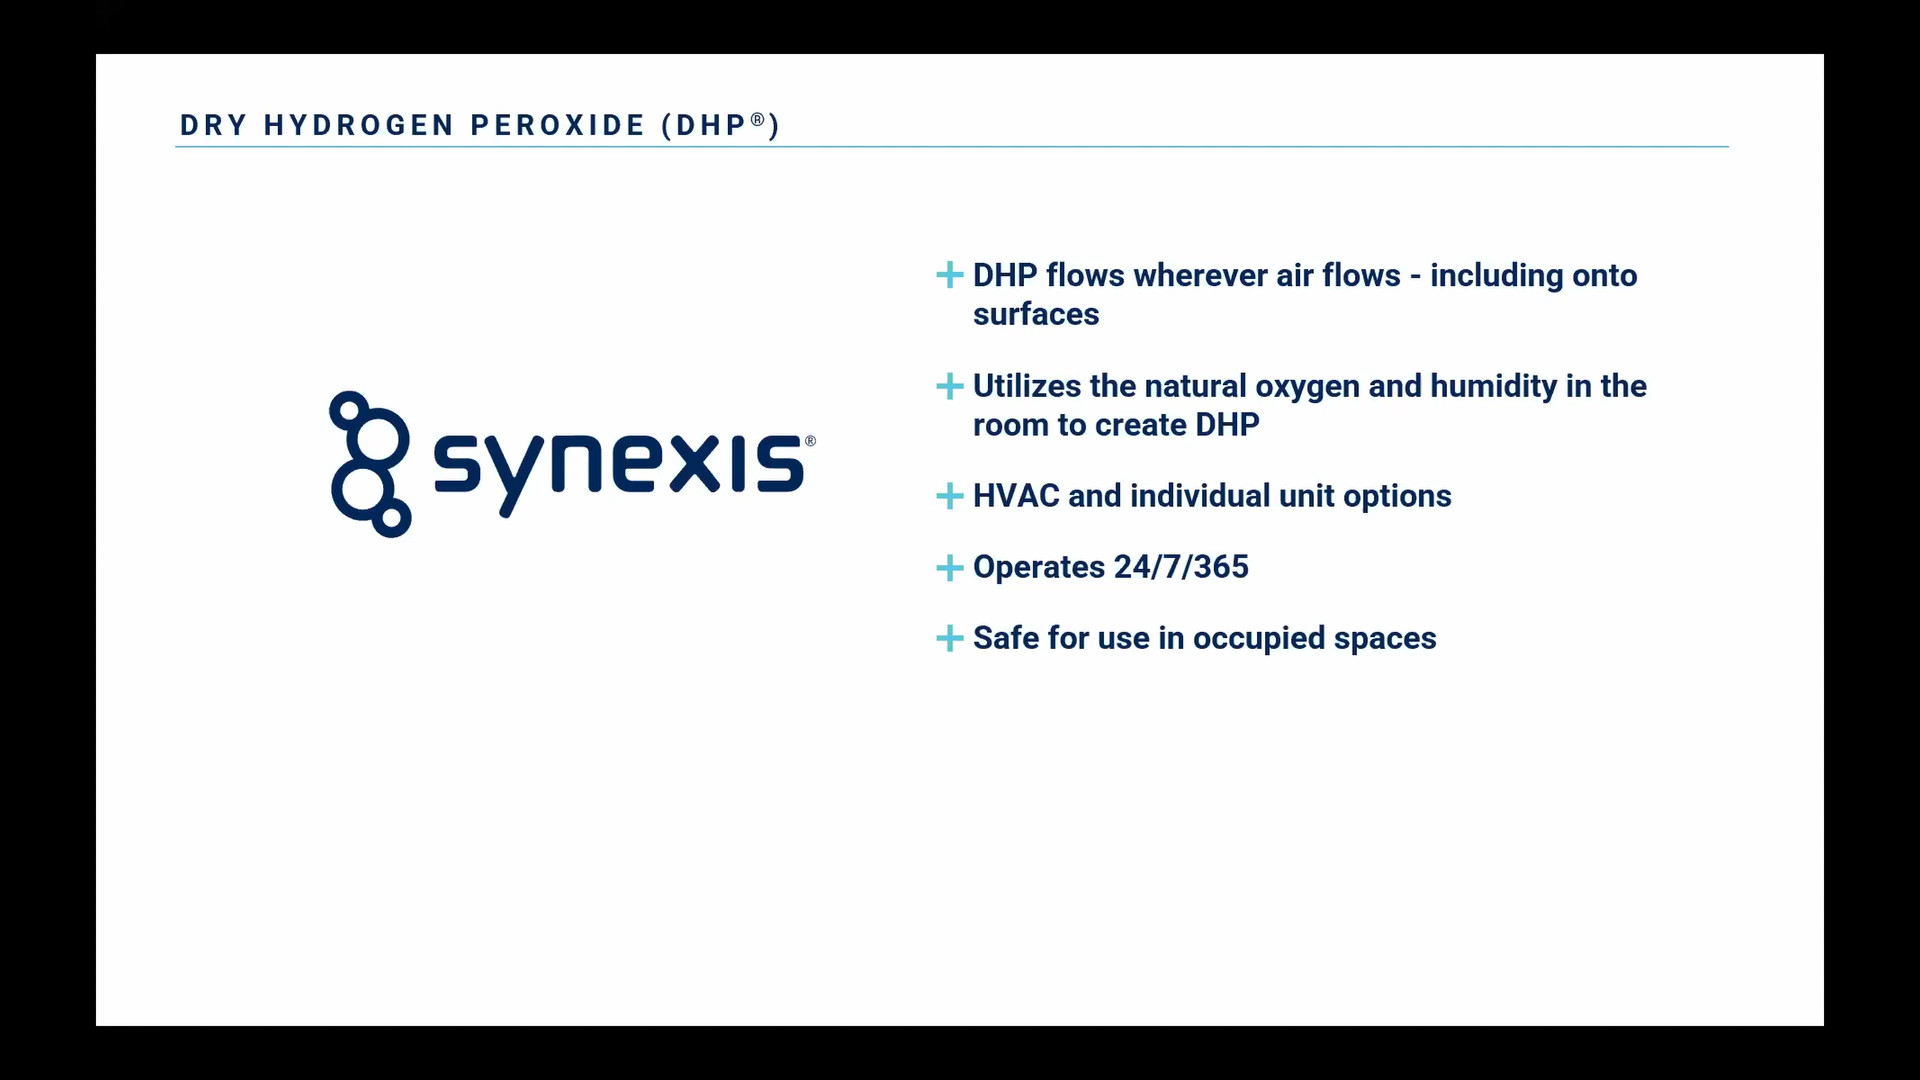 DRY HYDROGEN PEROXIDE (DHP®)
synexis®
DHP flows wherever air flows - including onto
surfaces
Utilizes the natural oxygen and humidity in the
room to create DHP
HVAC and individual unit options
Operates 24/7/365
Safe for use in occupied spaces